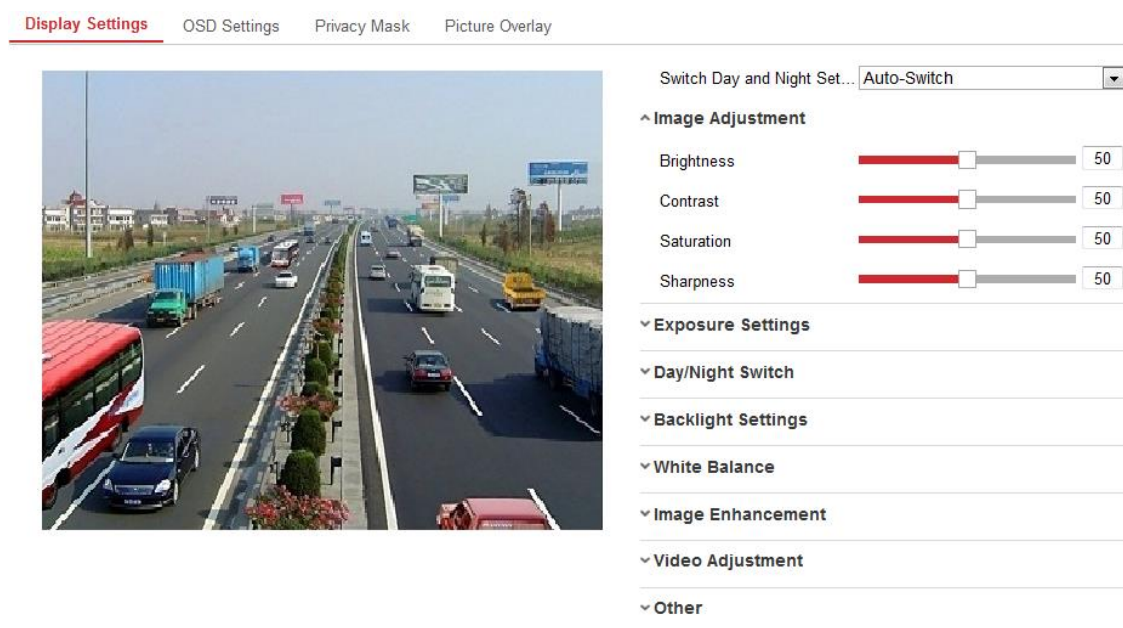 Display Settings OSD Settings Privacy Mask Picture Overlay
Switch Day and Night Set... Auto-Switch
Image Adjustment
Brightness 50
Contrast 50
Saturation 50
Sharpness 50
Exposure Settings
Day/Night Switch
Backlight Settings
White Balance
Image Enhancement
Video Adjustment
Other